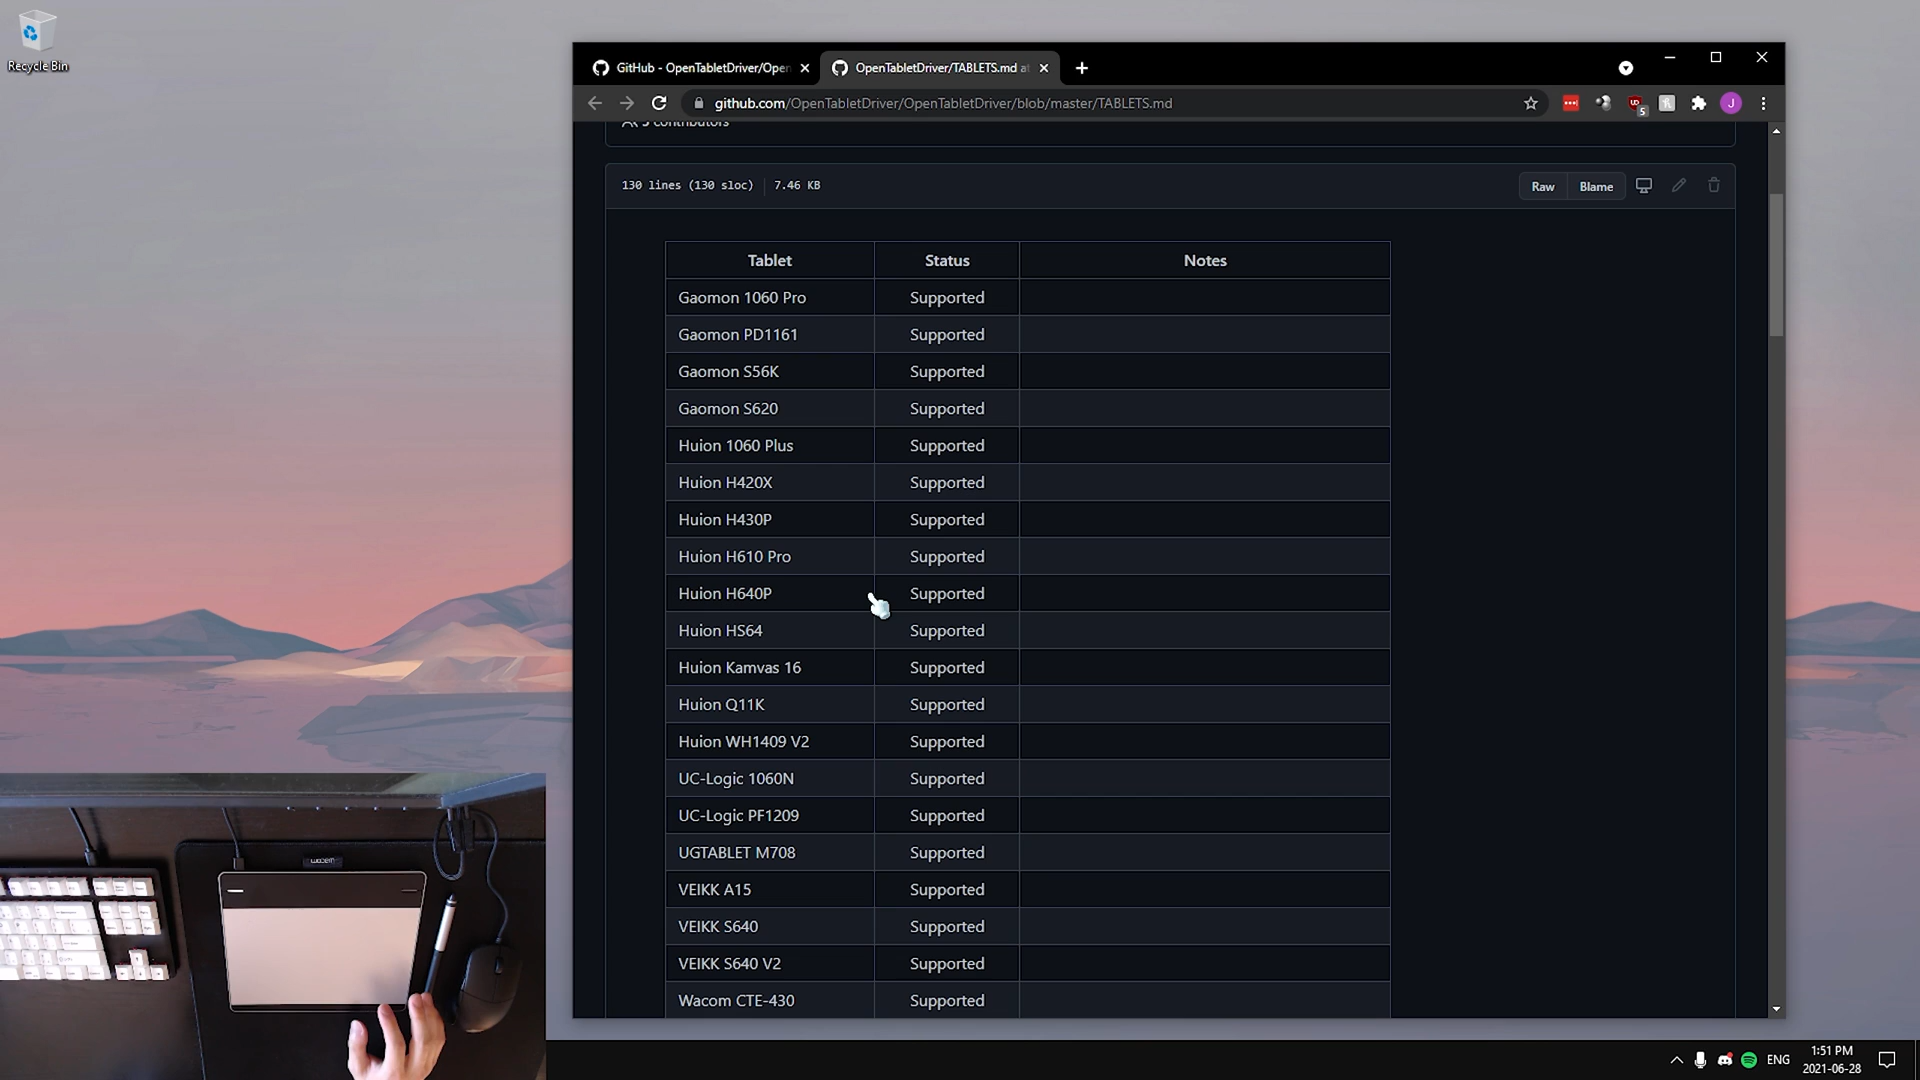 Recycle Bin
GitHub - OpenTabletDriver/Open
OpenTabletDriver/TABLETS.md at
github.com/OpenTabletDriver/OpenTabletDriver/blob/master/TABLETS.md
5
J
5 contributors
130 lines (130 sloc) 7.46 KB
Raw Blame
Tablet Status Notes
Gaomon 1060 Pro Supported
Gaomon PD1161 Supported
Gaomon S56K Supported
Gaomon S620 Supported
Huion 1060 Plus Supported
Huion H420X Supported
Huion H430P Supported
Huion H610 Pro Supported
Huion H640P Supported
Huion HS64 Supported
Huion Kamvas 16 Supported
Huion Q11K Supported
Huion WH1409 V2 Supported
UC-Logic 1060N Supported
UC-Logic PF1209 Supported
UGTABLET M708 Supported
VEIKK A15 Supported
VEIKK S640 Supported
VEIKK S640 V2 Supported
Wacom CTE-430 Supported
wacom
ENG
1:51 PM
2021-06-28